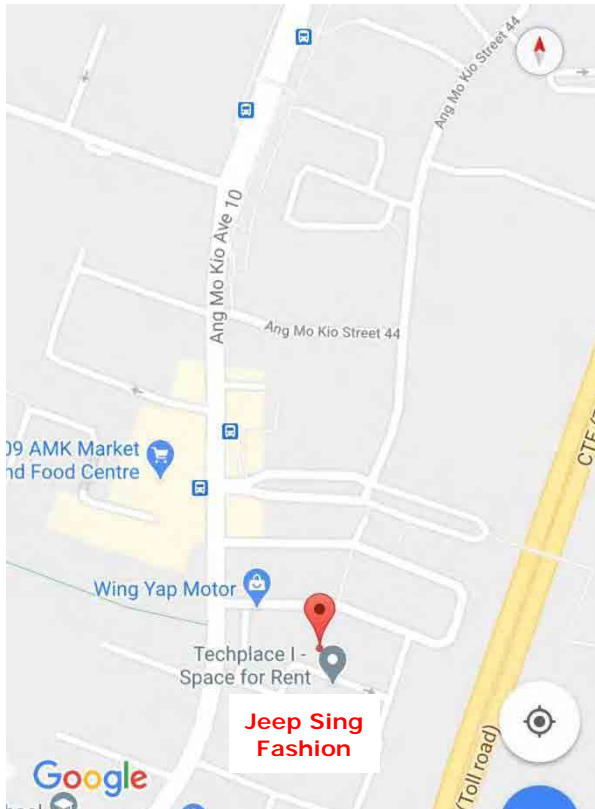 Ang Mo Kio Street 44
Ang Mo Kio Ave 10
Ang Mo Kio Street 44
CTE
09 AMK Market
nd Food Centre
Wing Yap Motor
Techplace I -
Space for Rent
Jeep Sing
Fashion
Toll road)
Google